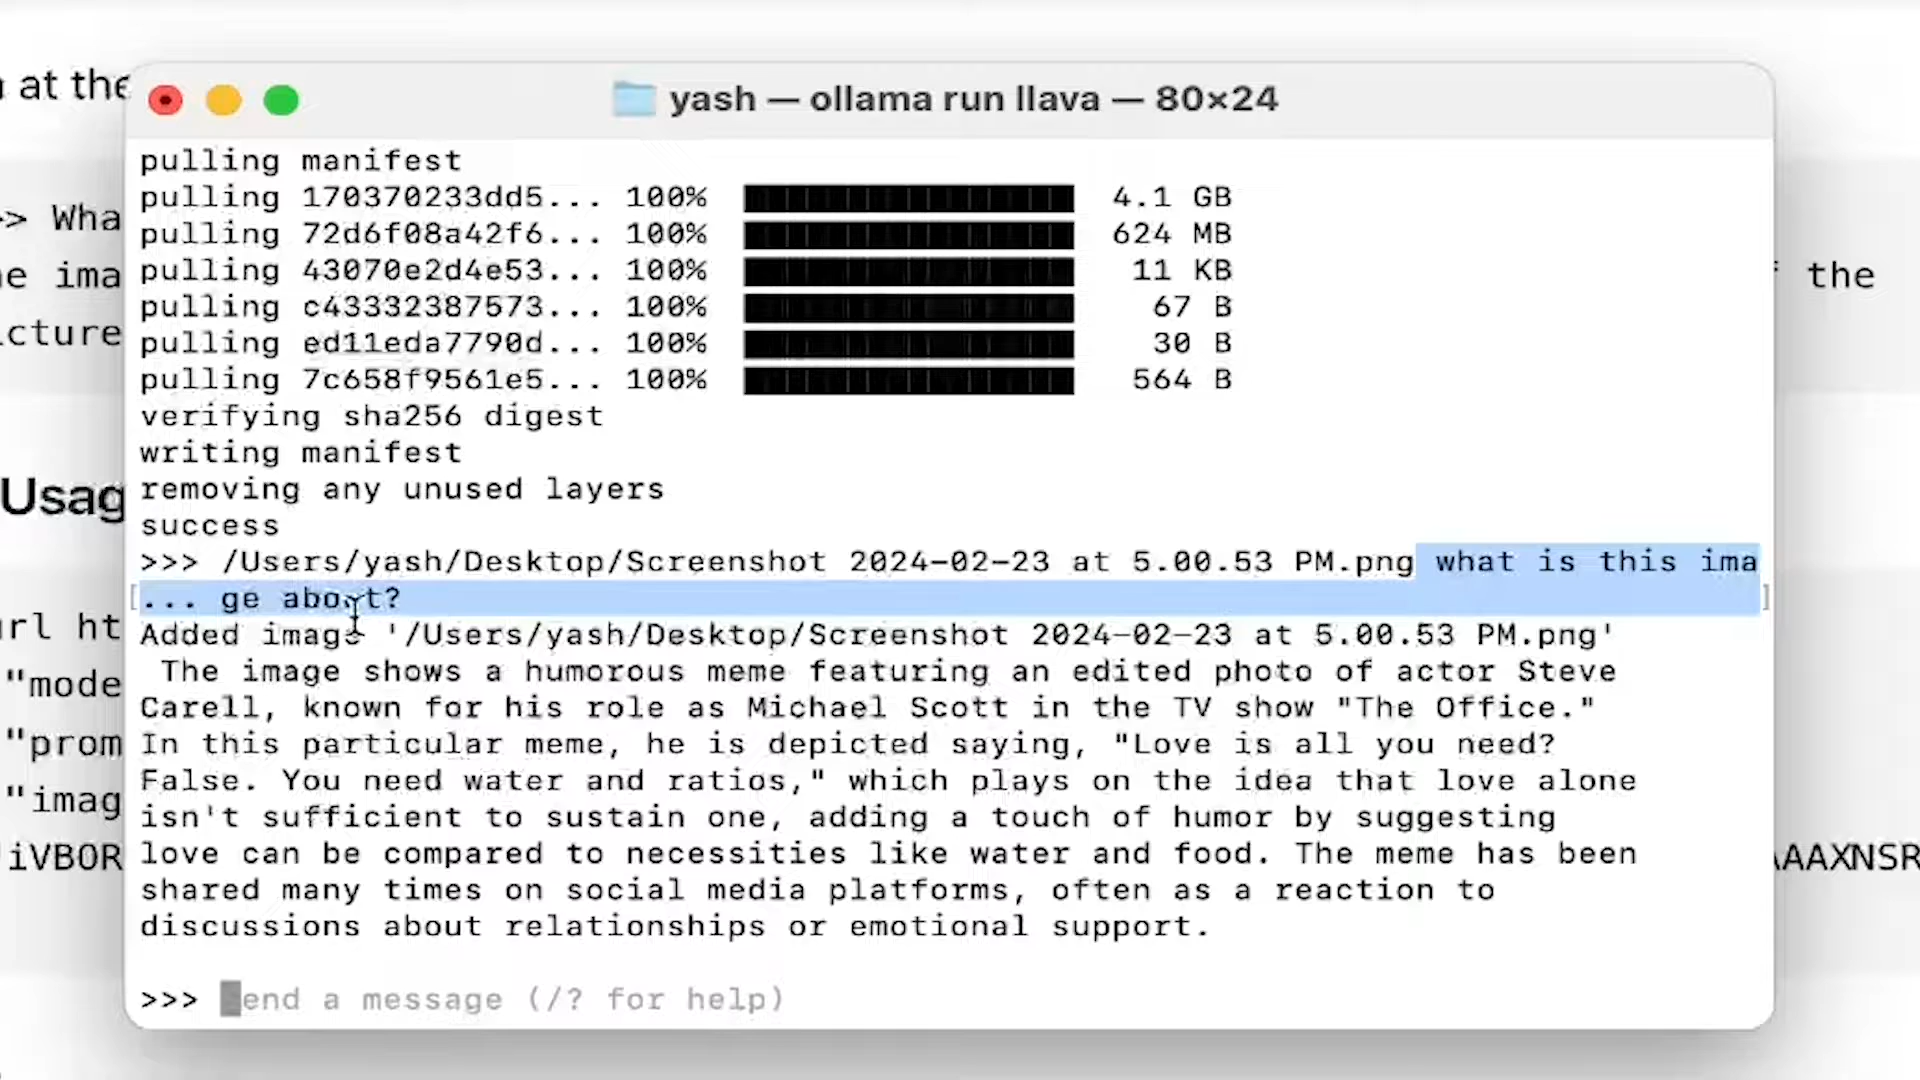 yash — ollama run llava — 80×24
pulling manifest
pulling 170370233dd5... 100% 4.1 GB
pulling 72d6f08a42f6... 100% 624 MB
pulling 43070e2d4e53... 100% 11 KB
pulling c43332387573... 100% 67 B
pulling ed11eda7790d... 100% 30 B
pulling 7c658f9561e5... 100% 564 B
verifying sha256 digest
writing manifest
removing any unused layers
success
>>> /Users/yash/Desktop/Screenshot 2024-02-23 at 5.00.53 PM.png what is this ima
... ge about?
Added image '/Users/yash/Desktop/Screenshot 2024-02-23 at 5.00.53 PM.png'
The image shows a humorous meme featuring an edited photo of actor Steve
Carell, known for his role as Michael Scott in the TV show "The Office."
In this particular meme, he is depicted saying, "Love is all you need?
False. You need water and ratios," which plays on the idea that love alone
isn't sufficient to sustain one, adding a touch of humor by suggesting
love can be compared to necessities like water and food. The meme has been
shared many times on social media platforms, often as a reaction to
discussions about relationships or emotional support.
>>> end a message (/? for help)
at the
> Wha
ima
the
cture
Usag
rl ht
"mode
"prom
"imag
iVBOR
AAAXNSR